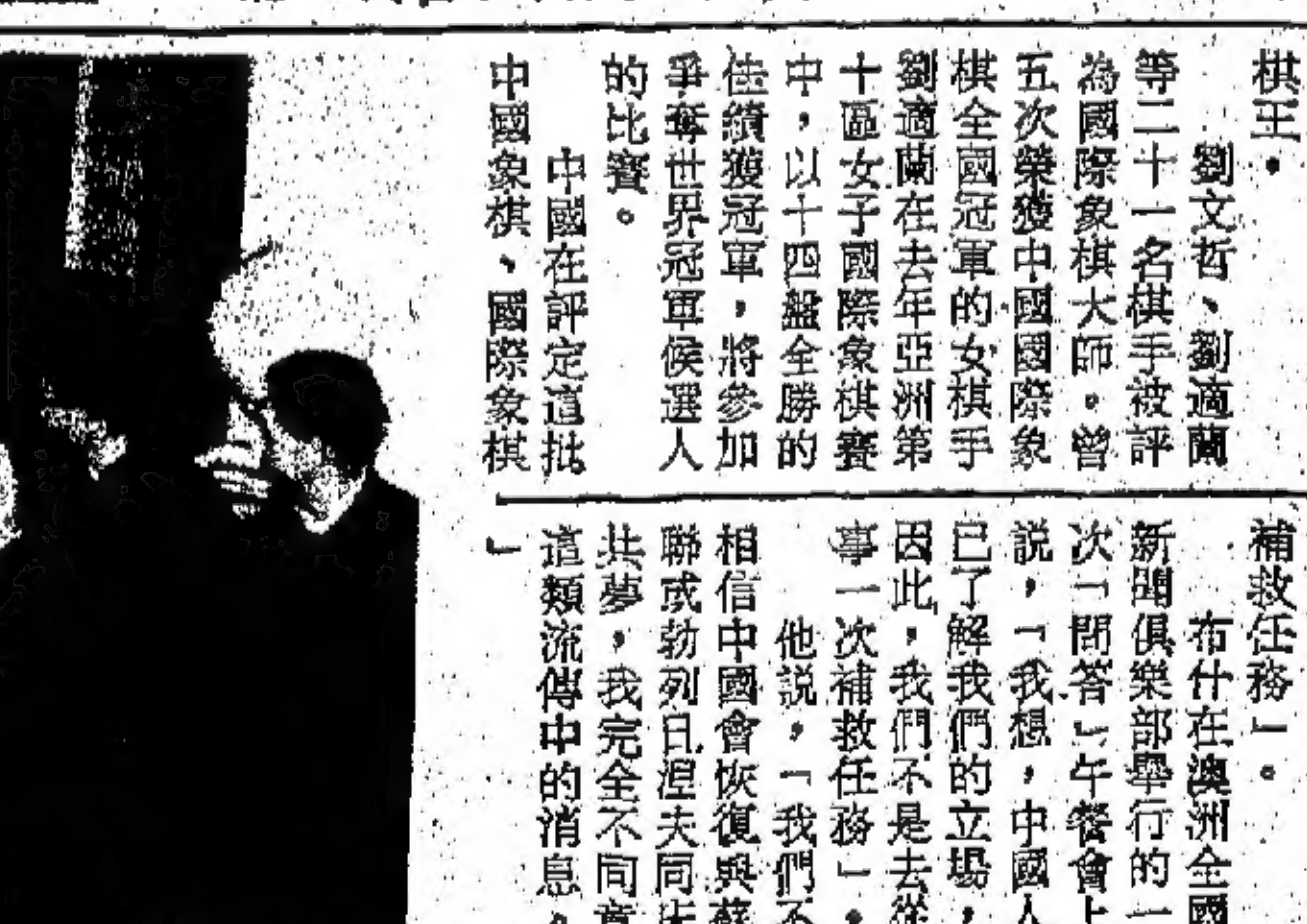 棋王。
劉文哲、劉適蘭
等二十一名棋手被評
為國際象棋大師。曾
五次榮獲中國國際象
棋全國冠軍的女棋手
劉適蘭在去年亞洲第
十區女子國際象棋賽
中,以十四盤全勝的
佳績獲冠軍,將參加
爭奪世界冠軍候選人
的比賽。
中國在評定這批
中國象棋、國際象棋
補救任務」。
布什在澳洲全國
新聞俱樂部舉行的一
次「問答」午餐會上
說,「我想,中國人
已了解我們的立場,
因此,我們不是去從
事一次補救任務」。
他說,「我們不
相信中國會恢復與蘇
聯或勃列日涅夫同床
共夢,我完全不同意
這類流傳中的消息。
」